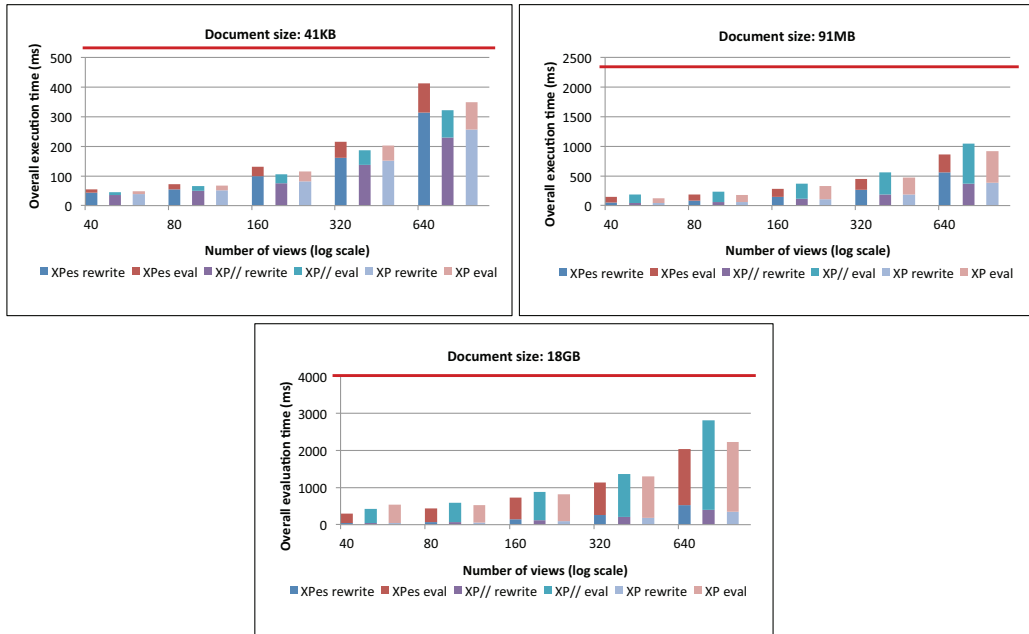 Document size: 41KB
Overall execution time (ms)
600
500
400
300
200
100
0
40 80 160 320 640
Number of views (log scale)
XPes rewrite XPes eval XP// rewrite XP// eval XP rewrite XP eval
Document size: 91MB
Overall execution time (ms)
2500
2000
1500
1000
500
0
40 80 160 320 640
Number of views (log scale)
XPes rewrite XPes eval XP// rewrite XP// eval XP rewrite XP eval
Document size: 18GB
Overall evaluation time (ms)
4000
3000
2000
1000
0
40 80 160 320 640
Number of views (log scale)
XPes rewrite XPes eval XP// rewrite XP// eval XP rewrite XP eval